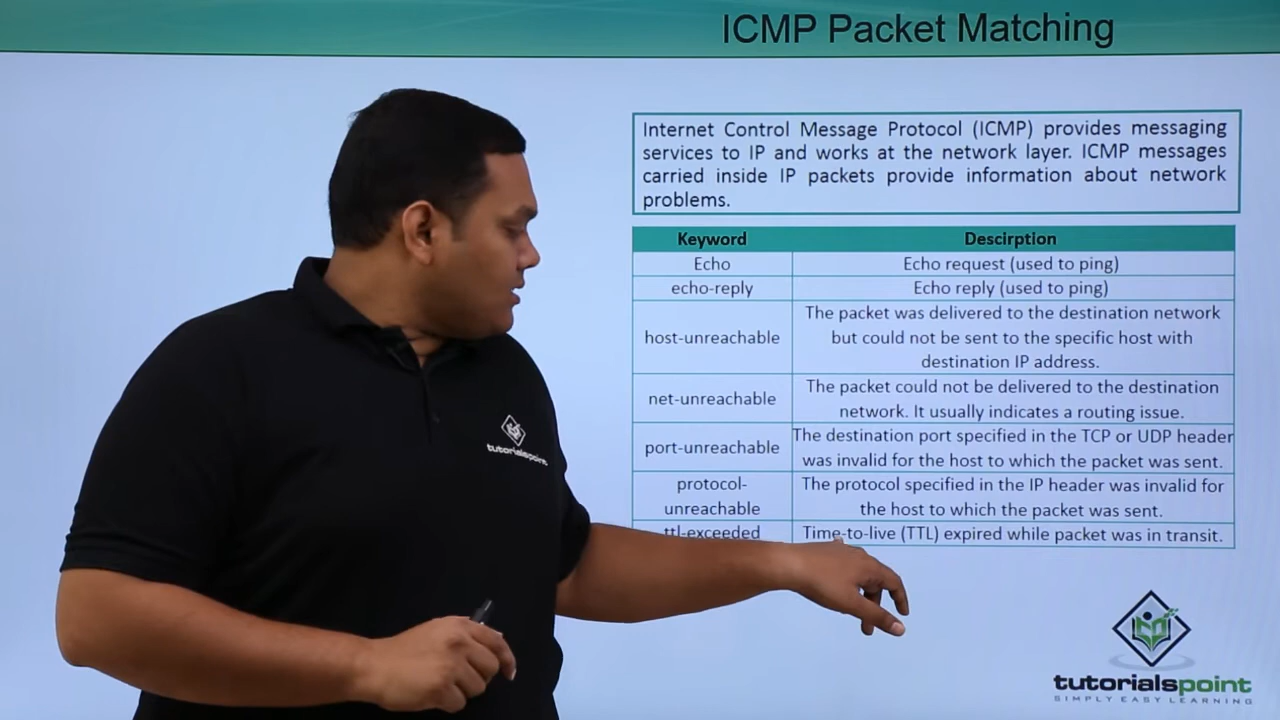 ICMP Packet Matching
Internet Control Message Protocol (ICMP) provides messaging
services to IP and works at the network layer. ICMP messages
carried inside IP packets provide information about network
problems.
Keyword
Descirption
Echo
Echo request (used to ping)
echo-reply
Echo reply (used to ping)
host-unreachable
The packet was delivered to the destination network
but could not be sent to the specific host with
destination IP address.
net-unreachable
The packet could not be delivered to the destination
network. It usually indicates a routing issue.
port-unreachable
The destination port specified in the TCP or UDP header
was invalid for the host to which the packet was sent.
protocol-
unreachable
The protocol specified in the IP header was invalid for
the host to which the packet was sent.
ttl-exceeded
Time-to-live (TTL) expired while packet was in transit.
tutorialspoint
tutorialspoint
SIMPLY EASY LEARNING